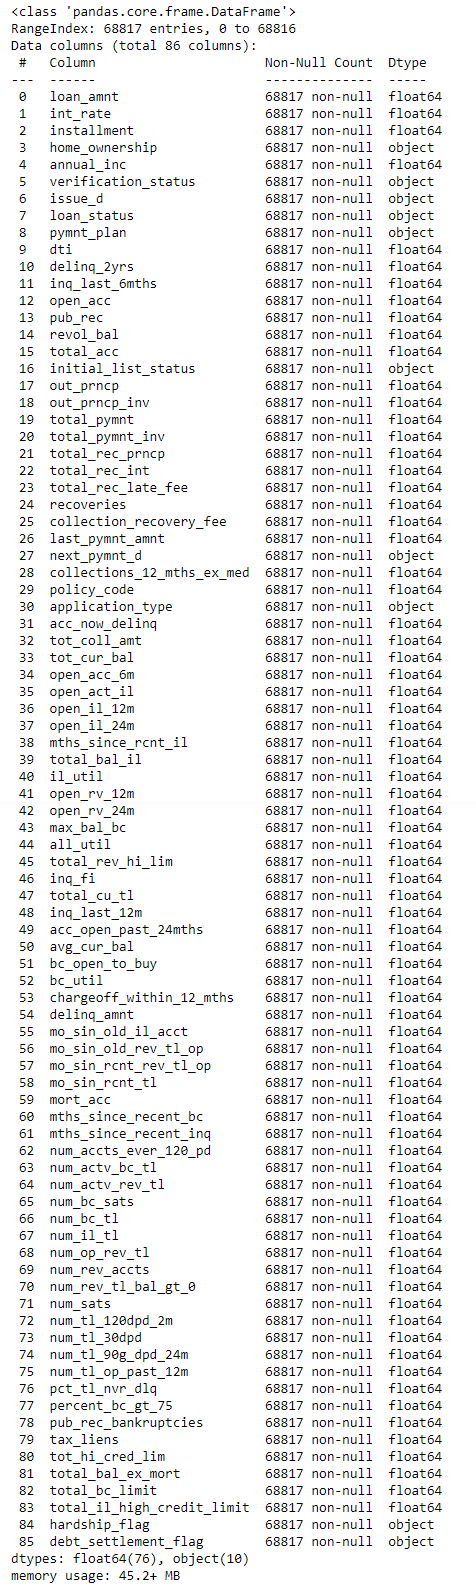 <class 'pandas.core.frame.DataFrame'>
RangeIndex: 68817 entries, 0 to 68816
Data columns (total 86 columns):
 #   Column                      Non-Null Count  Dtype
---  ------                      --------------  -----
 0   loan_amnt                   68817 non-null  float64
 1   int_rate                    68817 non-null  float64
 2   installment                 68817 non-null  float64
 3   home_ownership              68817 non-null  object
 4   annual_inc                  68817 non-null  float64
 5   verification_status         68817 non-null  object
 6   issue_d                     68817 non-null  object
 7   loan_status                 68817 non-null  object
 8   pymnt_plan                  68817 non-null  object
 9   dti                         68817 non-null  float64
 10  delinq_2yrs                 68817 non-null  float64
 11  inq_last_6mths              68817 non-null  float64
 12  open_acc                    68817 non-null  float64
 13  pub_rec                     68817 non-null  float64
 14  revol_bal                   68817 non-null  float64
 15  total_acc                   68817 non-null  float64
 16  initial_list_status         68817 non-null  object
 17  out_prncp                   68817 non-null  float64
 18  out_prncp_inv               68817 non-null  float64
 19  total_pymnt                 68817 non-null  float64
 20  total_pymnt_inv             68817 non-null  float64
 21  total_rec_prncp             68817 non-null  float64
 22  total_rec_int               68817 non-null  float64
 23  total_rec_late_fee          68817 non-null  float64
 24  recoveries                  68817 non-null  float64
 25  collection_recovery_fee     68817 non-null  float64
 26  last_pymnt_amnt             68817 non-null  float64
 27  next_pymnt_d                68817 non-null  object
 28  collections_12_mths_ex_med  68817 non-null  float64
 29  policy_code                 68817 non-null  float64
 30  application_type            68817 non-null  object
 31  acc_now_delinq              68817 non-null  float64
 32  tot_coll_amt                68817 non-null  float64
 33  tot_cur_bal                 68817 non-null  float64
 34  open_acc_6m                 68817 non-null  float64
 35  open_act_il                 68817 non-null  float64
 36  open_il_12m                 68817 non-null  float64
 37  open_il_24m                 68817 non-null  float64
 38  mths_since_rcnt_il          68817 non-null  float64
 39  total_bal_il                68817 non-null  float64
 40  il_util                     68817 non-null  float64
 41  open_rv_12m                 68817 non-null  float64
 42  open_rv_24m                 68817 non-null  float64
 43  max_bal_bc                  68817 non-null  float64
 44  all_util                    68817 non-null  float64
 45  total_rev_hi_lim            68817 non-null  float64
 46  inq_fi                      68817 non-null  float64
 47  total_cu_tl                 68817 non-null  float64
 48  inq_last_12m                68817 non-null  float64
 49  acc_open_past_24mths        68817 non-null  float64
 50  avg_cur_bal                 68817 non-null  float64
 51  bc_open_to_buy              68817 non-null  float64
 52  bc_util                     68817 non-null  float64
 53  chargeoff_within_12_mths    68817 non-null  float64
 54  delinq_amnt                 68817 non-null  float64
 55  mo_sin_old_il_acct          68817 non-null  float64
 56  mo_sin_old_rev_tl_op        68817 non-null  float64
 57  mo_sin_rcnt_rev_tl_op       68817 non-null  float64
 58  mo_sin_rcnt_tl              68817 non-null  float64
 59  mort_acc                    68817 non-null  float64
 60  mths_since_recent_bc        68817 non-null  float64
 61  mths_since_recent_inq       68817 non-null  float64
 62  num_accts_ever_120_pd       68817 non-null  float64
 63  num_actv_bc_tl              68817 non-null  float64
 64  num_actv_rev_tl             68817 non-null  float64
 65  num_bc_sats                 68817 non-null  float64
 66  num_bc_tl                   68817 non-null  float64
 67  num_il_tl                   68817 non-null  float64
 68  num_op_rev_tl               68817 non-null  float64
 69  num_rev_accts               68817 non-null  float64
 70  num_rev_tl_bal_gt_0         68817 non-null  float64
 71  num_sats                    68817 non-null  float64
 72  num_tl_120dpd_2m            68817 non-null  float64
 73  num_tl_30dpd                68817 non-null  float64
 74  num_tl_90g_dpd_24m          68817 non-null  float64
 75  num_tl_op_past_12m          68817 non-null  float64
 76  pct_tl_nvr_dlq              68817 non-null  float64
 77  percent_bc_gt_75            68817 non-null  float64
 78  pub_rec_bankruptcies        68817 non-null  float64
 79  tax_liens                   68817 non-null  float64
 80  tot_hi_cred_lim             68817 non-null  float64
 81  total_bal_ex_mort           68817 non-null  float64
 82  total_bc_limit              68817 non-null  float64
 83  total_il_high_credit_limit  68817 non-null  float64
 84  hardship_flag               68817 non-null  object
 85  debt_settlement_flag        68817 non-null  object
dtypes: float64(76), object(10)
memory usage: 45.2+ MB